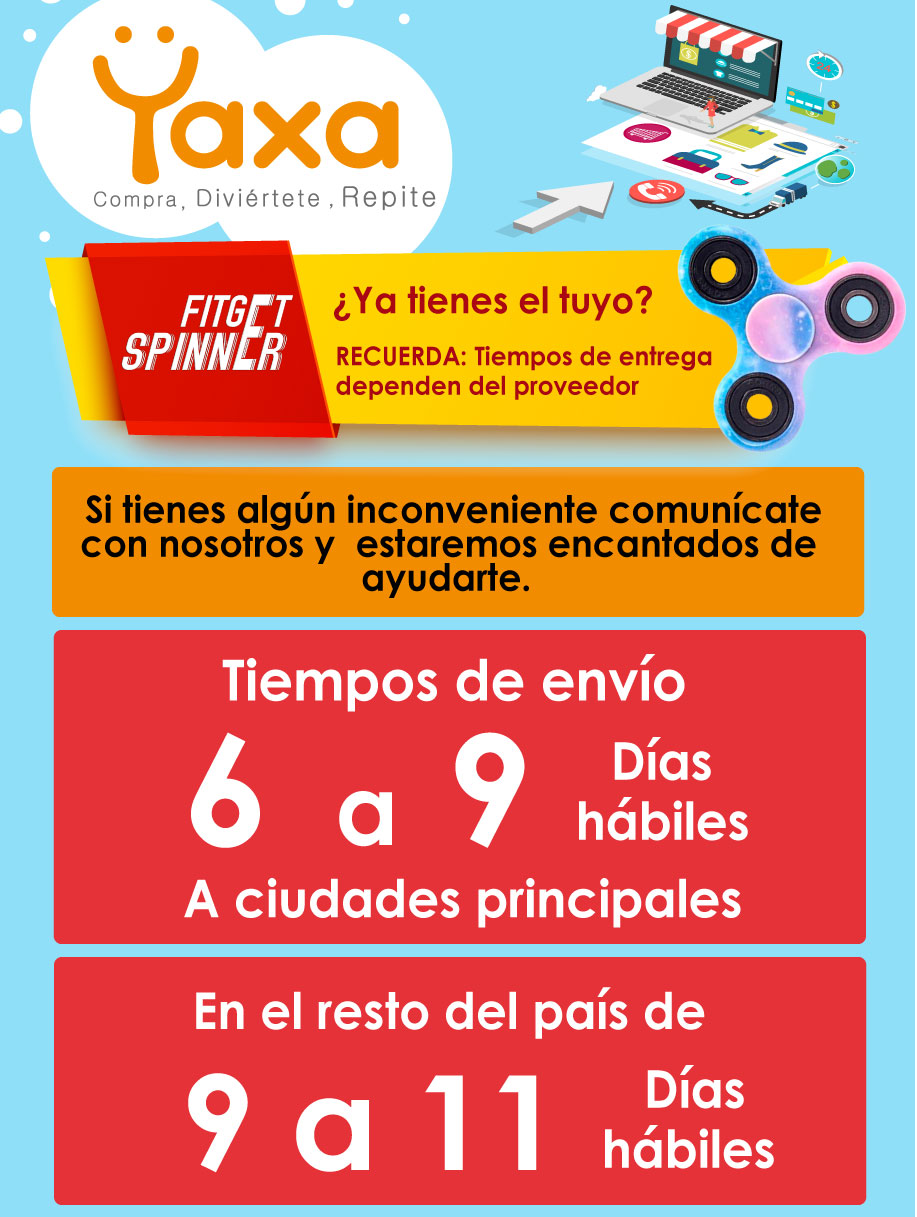 Yaxa
Compra, Diviértete , Repite
24
FITGET
SPINNER
¿Ya tienes el tuyo?
RECUERDA: Tiempos de entrega
dependen del proveedor
Si tienes algún inconveniente comunícate
con nosotros y estaremos encantados de
ayudarte.
Tiempos de envío
6 a 9 Días
hábiles
A ciudades principales
En el resto del país de
9 a 11 Días
hábiles